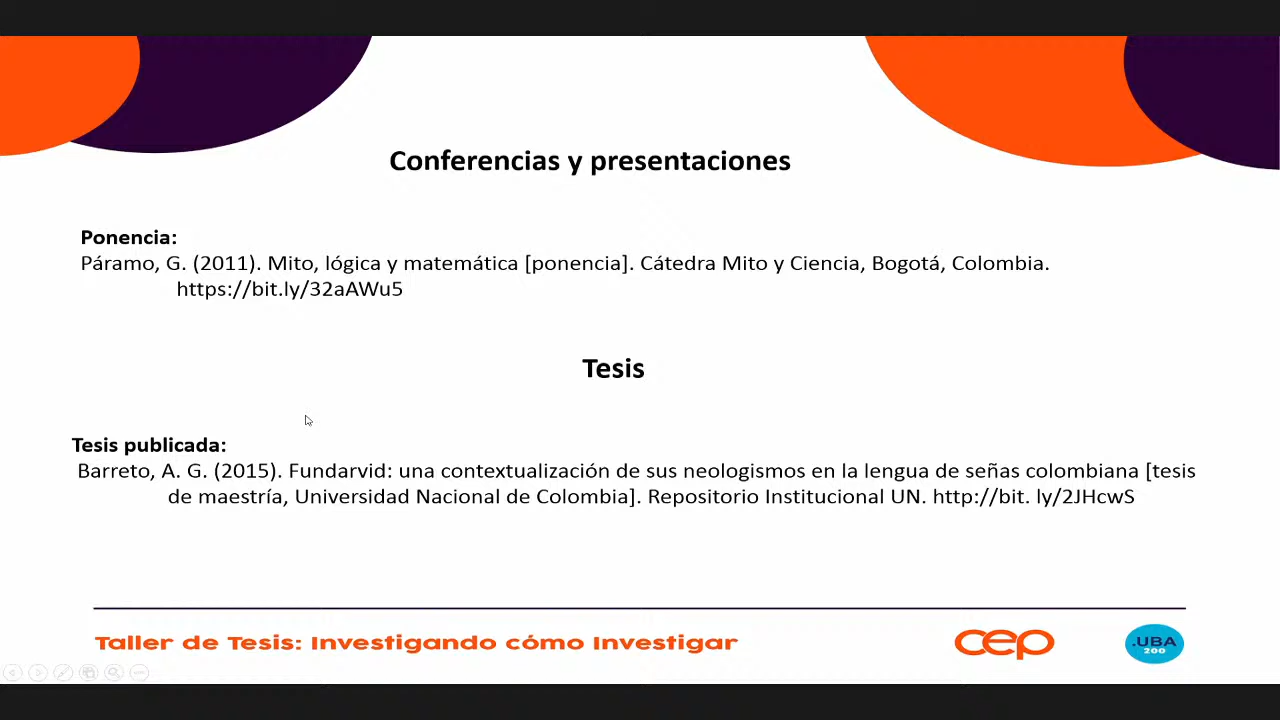 Conferencias y presentaciones
Ponencia:
Páramo, G. (2011). Mito, lógica y matemática [ponencia]. Cátedra Mito y Ciencia, Bogotá, Colombia.
https://bit.ly/32aAWu5
Tesis
Tesis publicada:
Barreto, A. G. (2015). Fundarvid: una contextualización de sus neologismos en la lengua de señas colombiana [tesis
de maestría, Universidad Nacional de Colombia]. Repositorio Institucional UN. http://bit. ly/2JHcwS
Taller de Tesis: Investigando cómo Investigar
cep
.UBA
200